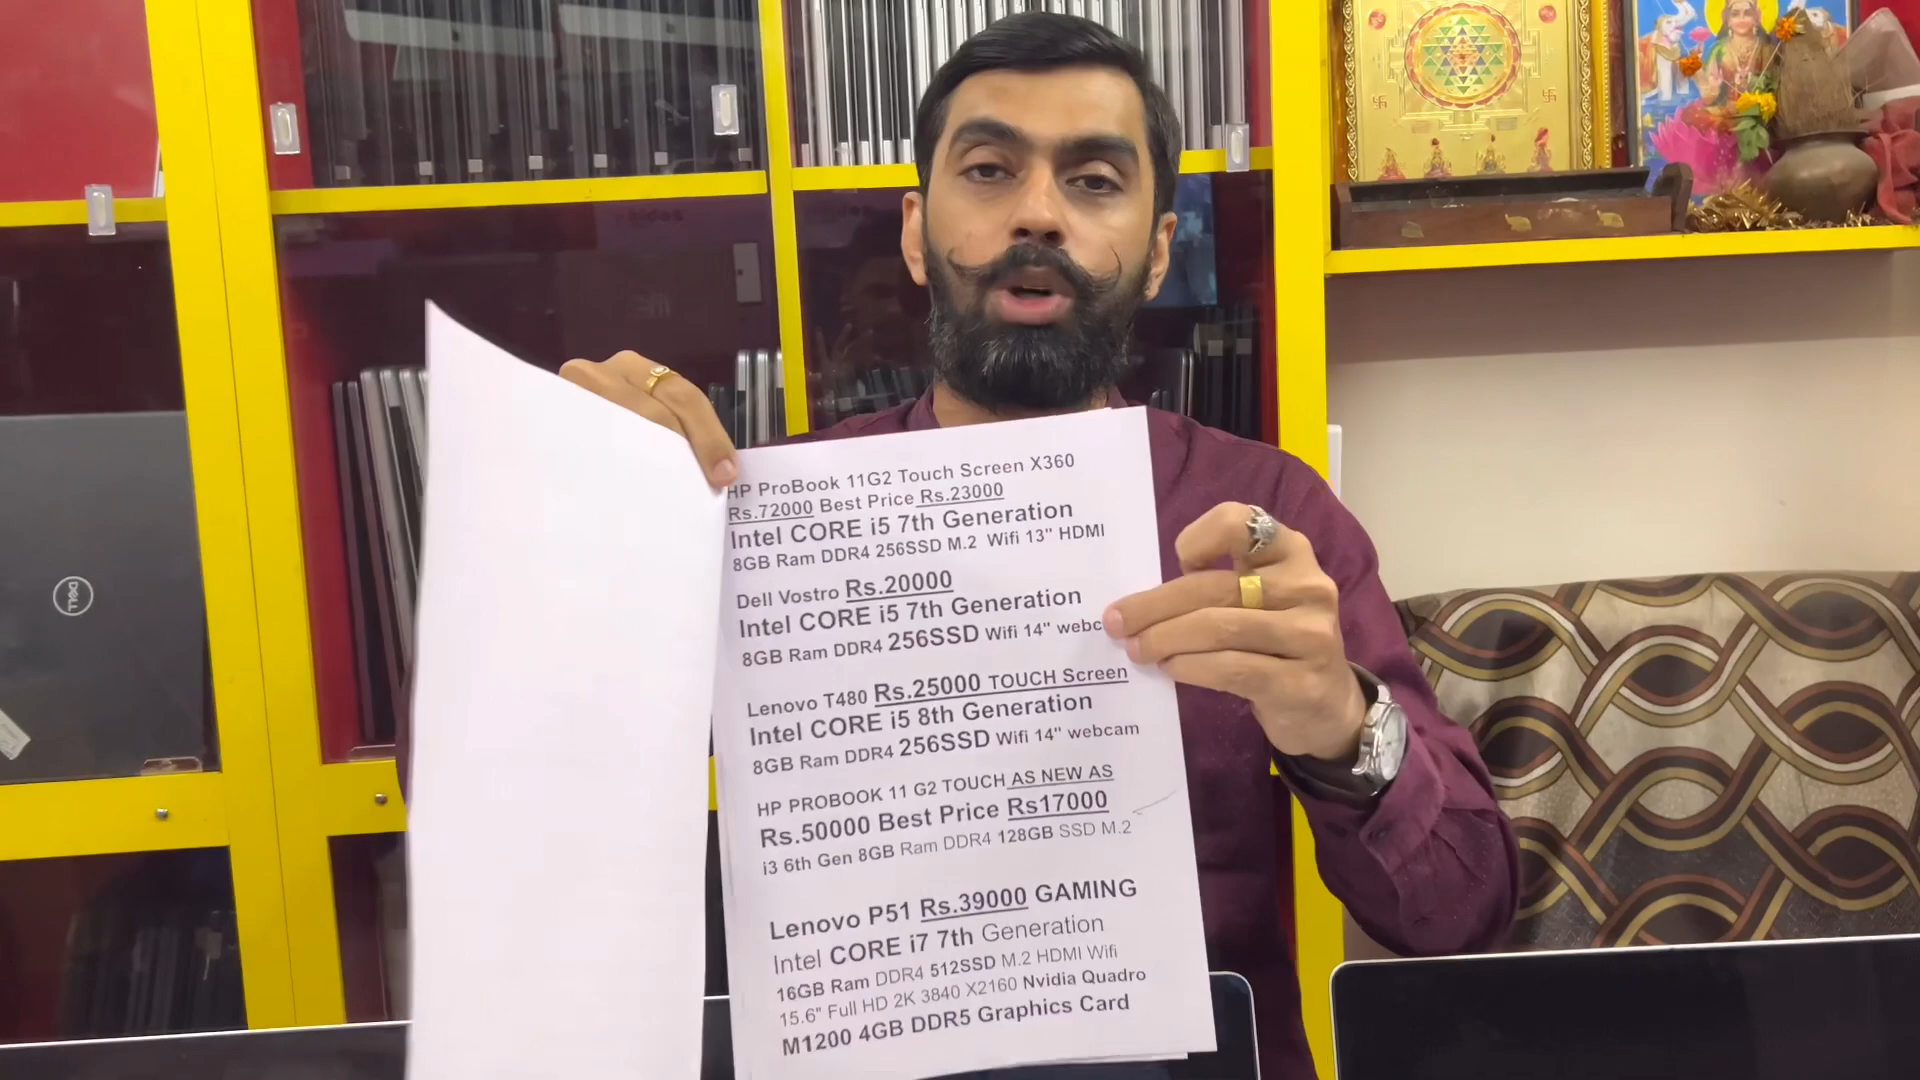 HP ProBook 11G2 Touch Screen X360
Rs.72000 Best Price Rs.23000
Intel CORE i5 7th Generation
8GB Ram DDR4 256SSD M.2 Wifi 13" HDMI
Dell Vostro Rs.20000
Intel CORE i5 7th Generation
8GB Ram DDR4 256SSD Wifi 14" webc
Lenovo T480 Rs.25000 TOUCH Screen
Intel CORE i5 8th Generation
8GB Ram DDR4 256SSD Wifi 14" webcam
HP PROBOOK 11 G2 TOUCH AS NEW AS
Rs.50000 Best Price Rs17000
i3 6th Gen 8GB Ram DDR4 128GB SSD M.2
Lenovo P51 Rs.39000 GAMING
Intel CORE i7 7th Generation
16GB Ram DDR4 512SSD M.2 HDMI Wifi
15.6" Full HD 2K 3840 X2160 Nvidia Quadro
M1200 4GB DDR5 Graphics Card
DELL